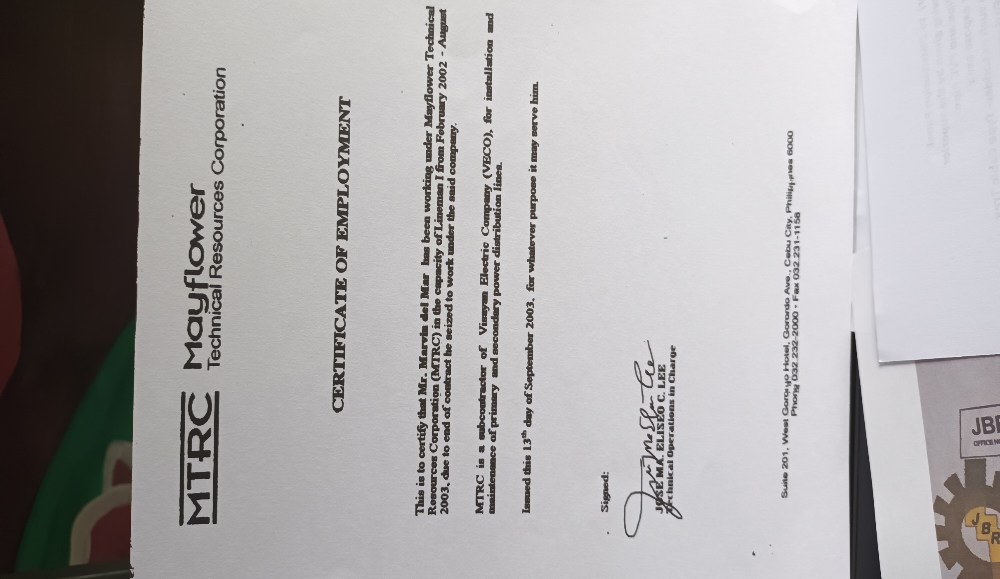 MTRC Mayflower
Technical Resources Corporation
CERTIFICATE OF EMPLOYMENT
This is to certify that Mr. Marvin del Mar has been working under Mayflower Technical
Resources Corporation (MTRC) in the capacity of Lineman I from February 2002 - August
2003, due to end of contract he seized to work under the said company.
MTRC is a subcontractor of Visayan Electric Company (VECO), for installation and
maintenance of primary and secondary power distribution lines.
Issued this 13th day of September 2003, for whatever purpose it may serve him.
Signed:
JOSE MA. ELISEO C. LEE
Technical Operations in Charge
Suite 201, West Gorordo Hotel, Gorordo Ave., Cebu City, Philippines 6000
Phone 032.232-2000 - Fax 032.231-1158
JBR
OFFICE